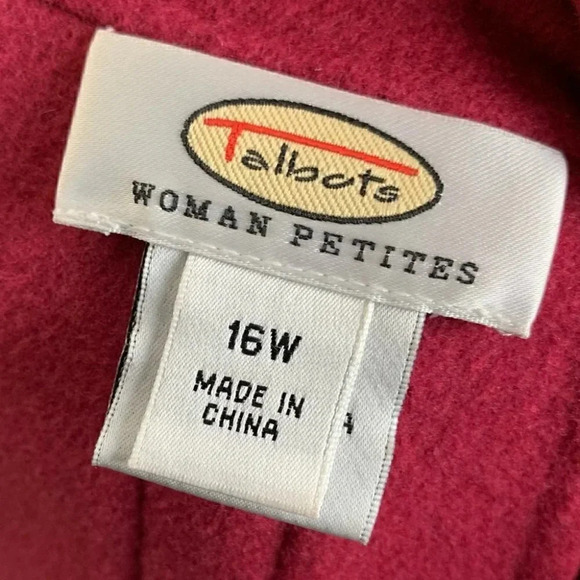 Talbots
WOMAN PETITES
16W
MADE IN
CHINA